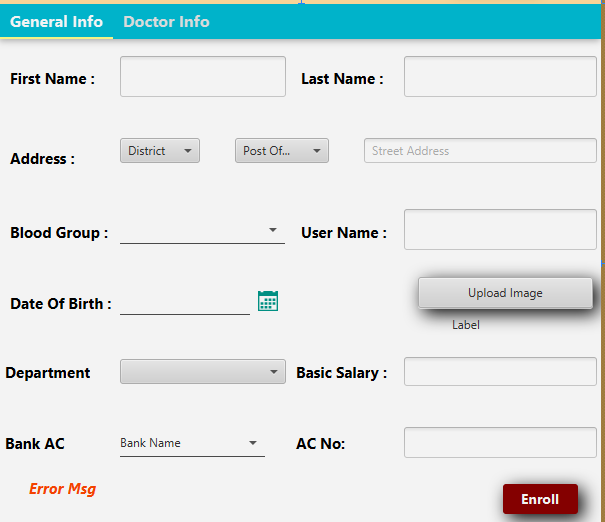 General Info Doctor Info
First Name : Last Name :
Address : District Post Of... Street Address
Blood Group : User Name :
Date Of Birth : Upload Image
Label
Department Basic Salary :
Bank AC Bank Name AC No:
Error Msg
Enroll